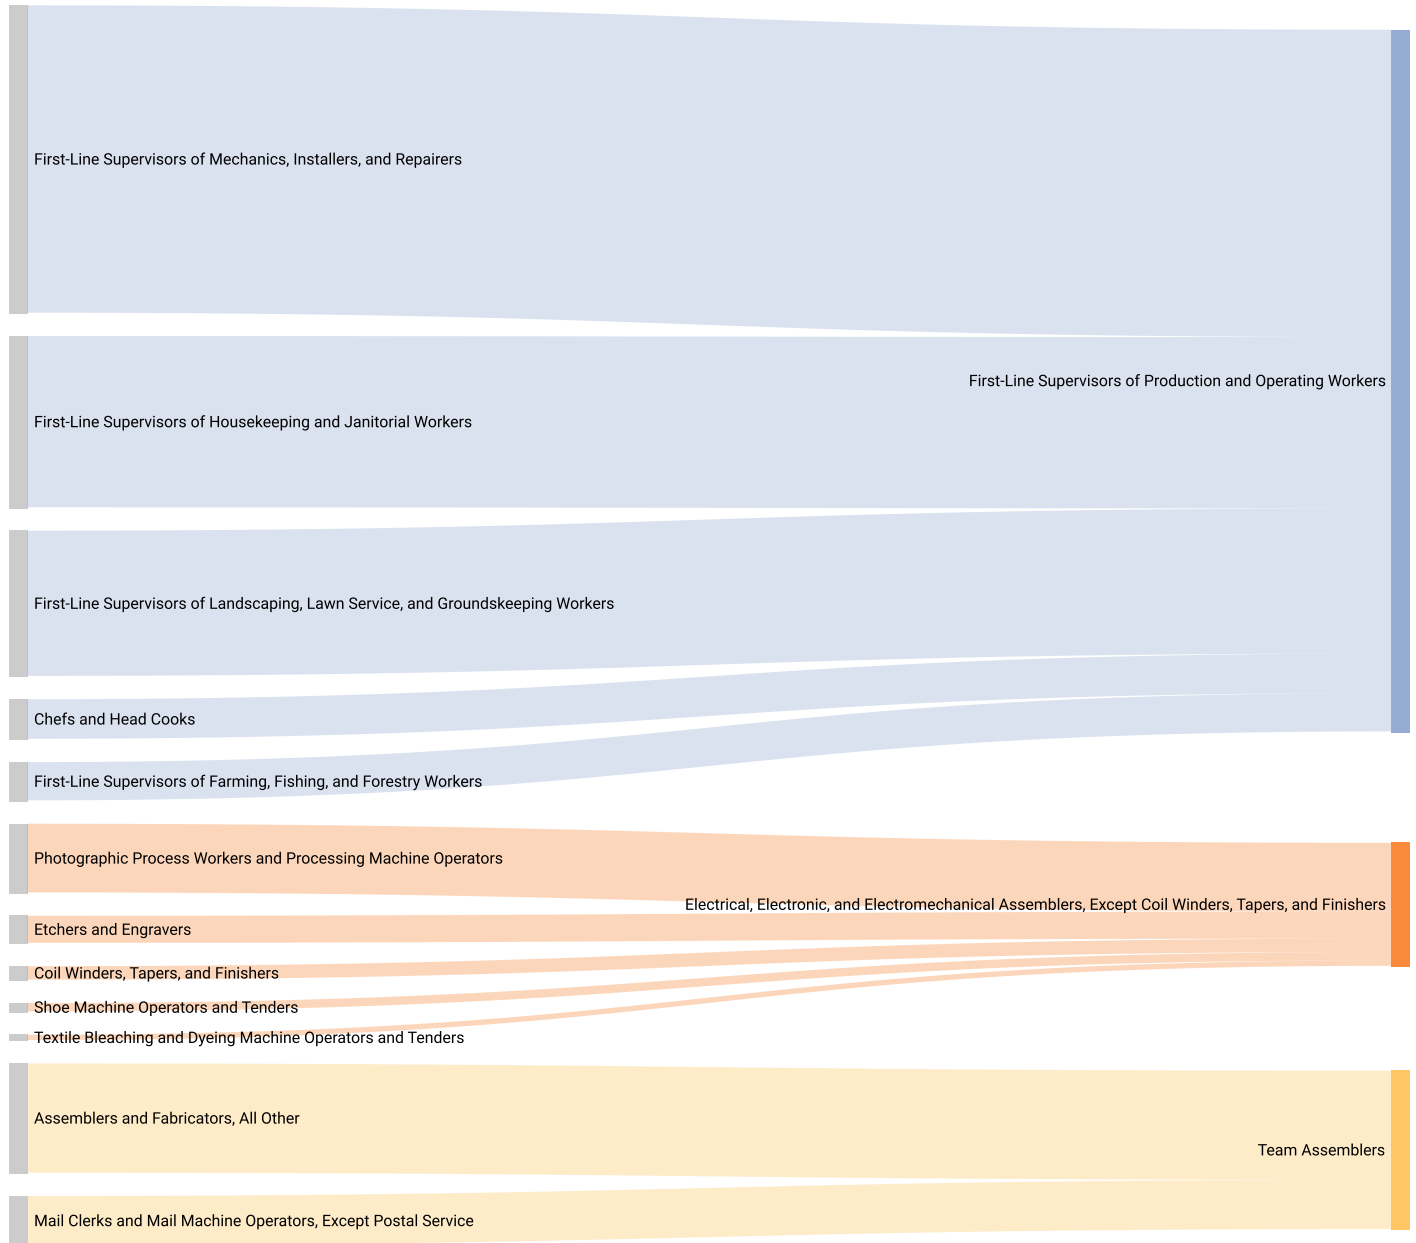 First-Line Supervisors of Mechanics, Installers, and Repairers
First-Line Supervisors of Production and Operating Workers
First-Line Supervisors of Housekeeping and Janitorial Workers
First-Line Supervisors of Landscaping, Lawn Service, and Groundskeeping Workers
Chefs and Head Cooks
First-Line Supervisors of Farming, Fishing, and Forestry Workers
Photographic Process Workers and Processing Machine Operators
Electrical, Electronic, and Electromechanical Assemblers, Except Coil Winders, Tapers, and Finishers
Etchers and Engravers
Coil Winders, Tapers, and Finishers
Shoe Machine Operators and Tenders
Textile Bleaching and Dyeing Machine Operators and Tenders
Assemblers and Fabricators, All Other
Team Assemblers
Mail Clerks and Mail Machine Operators, Except Postal Service